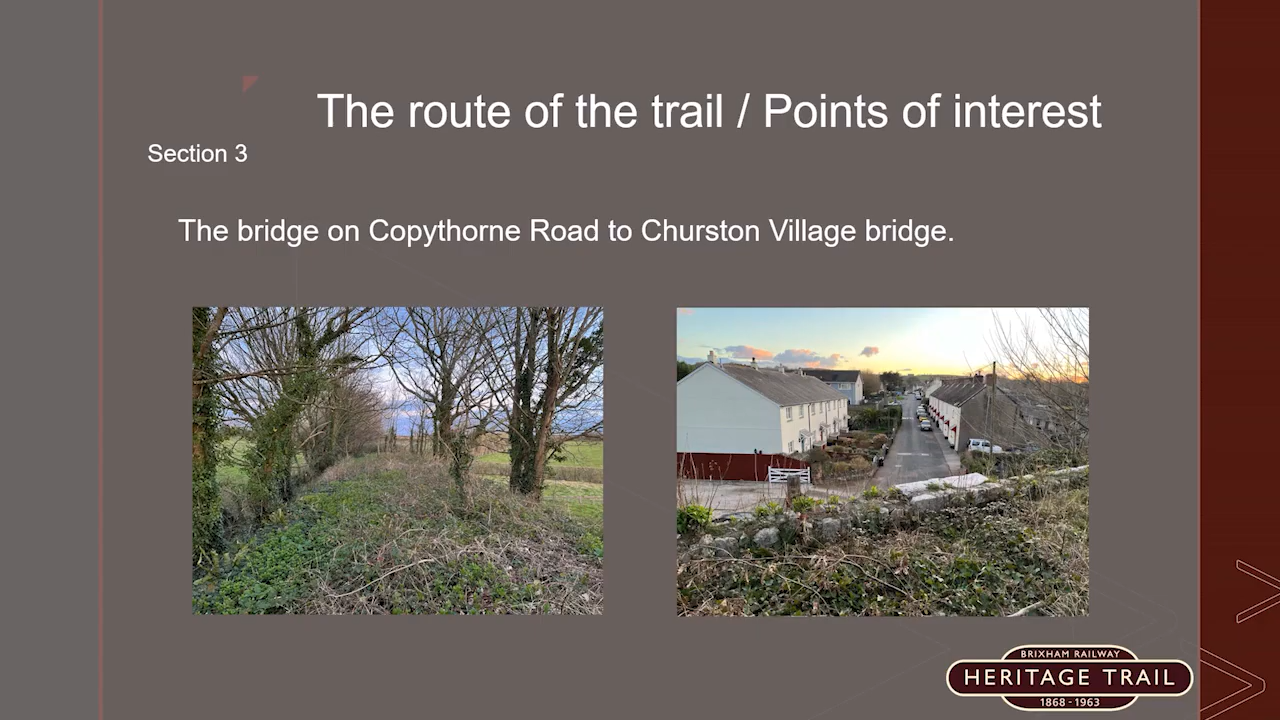 The route of the trail / Points of interest
Section 3
The bridge on Copythorne Road to Churston Village bridge.
BRIXHAM RAILWAY
HERITAGE TRAIL
1868 - 1963